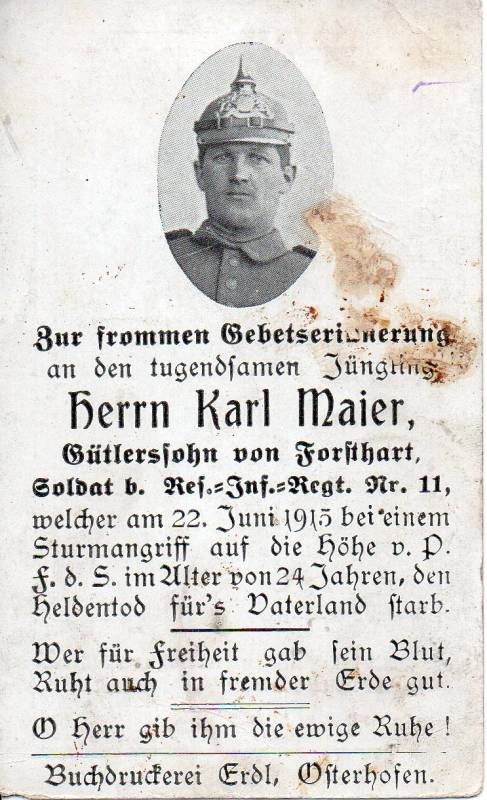 Zur frommen Gebetserinnerung
an den tugendsamen Jüngling
Herrn Karl Maier,
Gütlerssohn von Forsthart,
Soldat b. Res.=Inf.=Regt. Nr. 11,
welcher am 22. Juni 1915 bei einem
Sturmangriff auf die Höhe v. P.
F. d. S. im Alter von 24 Jahren, den
Heldentod für's Vaterland starb.
Wer für Freiheit gab sein Blut,
Ruht auch in fremder Erde gut.
O Herr gib ihm die ewige Ruhe!
Buchdruckerei Erdl, Osterhofen.